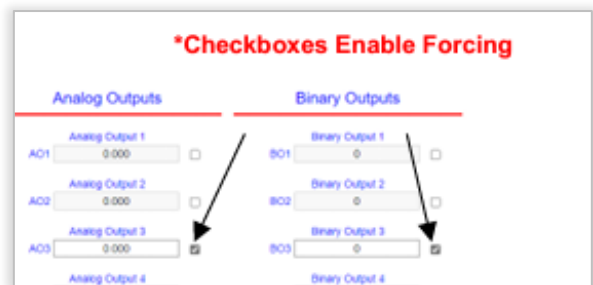 *Checkboxes Enable Forcing
Analog Outputs
Binary Outputs
Analog Output 1
Binary Output 1
AO1 0.000
BO1 0
Analog Output 2
Binary Output 2
AO2 0.000
BO2 0
Analog Output 3
Binary Output 3
AO3 0.000
BO3 0
Analog Output 4
Binary Output 4